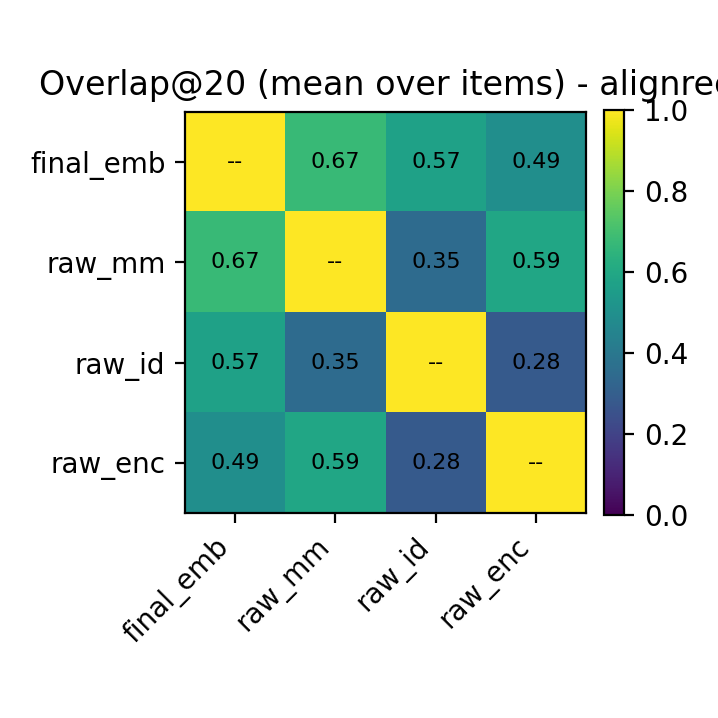 Overlap@20 (mean over items) - alignrec
1.0
final_emb -- 0.67 0.57 0.49
0.8
raw_mm 0.67 -- 0.35 0.59
0.6
raw_id 0.57 0.35 -- 0.28
0.4
raw_enc 0.49 0.59 0.28 --
0.2
0.0
final_emb raw_mm raw_id raw_enc